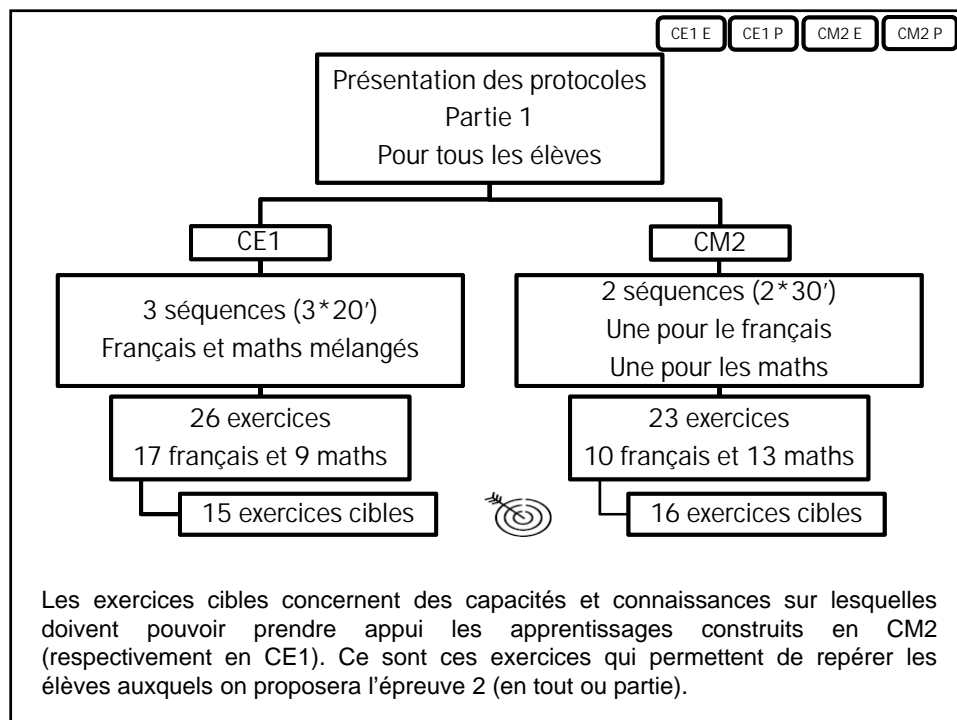 CE1 E CE1 P CM2 E CM2 P
Présentation des protocoles
Partie 1
Pour tous les élèves
CE1
CM2
3 séquences (3*20’)
Français et maths mélangés
2 séquences (2*30’)
Une pour le français
Une pour les maths
26 exercices
17 français et 9 maths
23 exercices
10 français et 13 maths
15 exercices cibles
16 exercices cibles
Les exercices cibles concernent des capacités et connaissances sur lesquelles
doivent pouvoir prendre appui les apprentissages construits en CM2
(respectivement en CE1). Ce sont ces exercices qui permettent de repérer les
élèves auxquels on proposera l’épreuve 2 (en tout ou partie).